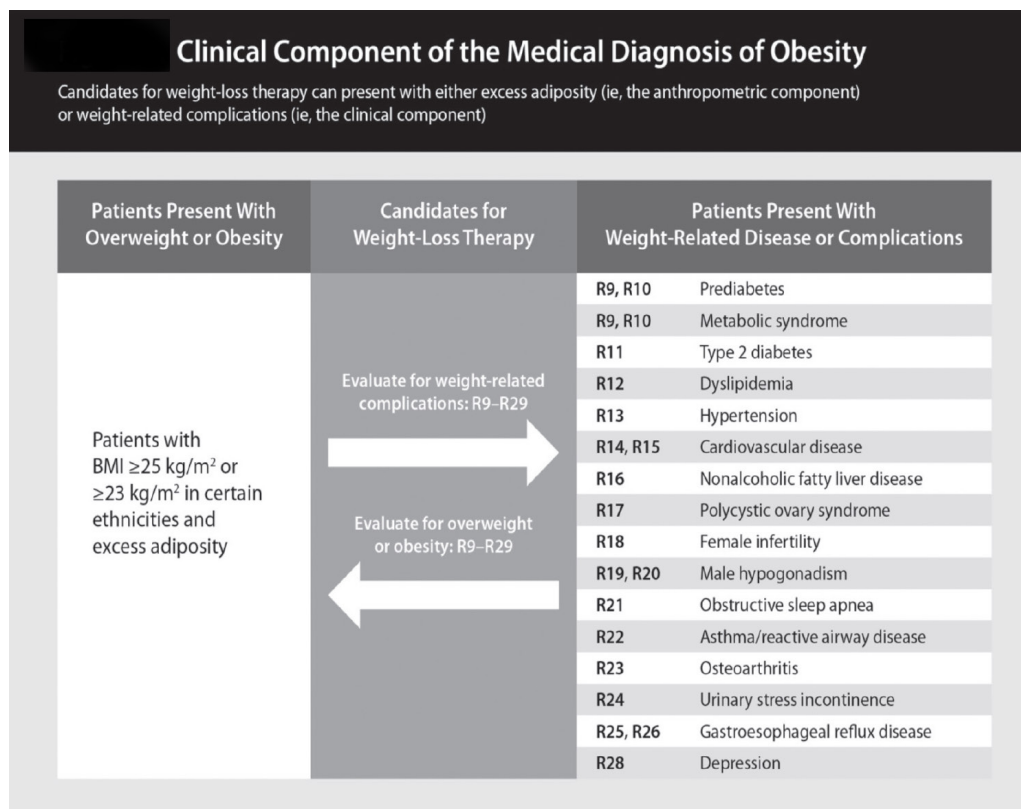 Clinical Component of the Medical Diagnosis of Obesity
Candidates for weight-loss therapy can present with either excess adiposity (ie, the anthropometric component)
or weight-related complications (ie, the clinical component)
Patients Present With
Overweight or Obesity
Candidates for
Weight-Loss Therapy
Patients Present With
Weight-Related Disease or Complications
Patients with
BMI ≥25 kg/m² or
≥23 kg/m² in certain
ethnicities and
excess adiposity
Evaluate for weight-related
complications: R9–R29
Evaluate for overweight
or obesity: R9–R29
R9, R10 Prediabetes
R9, R10 Metabolic syndrome
R11 Type 2 diabetes
R12 Dyslipidemia
R13 Hypertension
R14, R15 Cardiovascular disease
R16 Nonalcoholic fatty liver disease
R17 Polycystic ovary syndrome
R18 Female infertility
R19, R20 Male hypogonadism
R21 Obstructive sleep apnea
R22 Asthma/reactive airway disease
R23 Osteoarthritis
R24 Urinary stress incontinence
R25, R26 Gastroesophageal reflux disease
R28 Depression